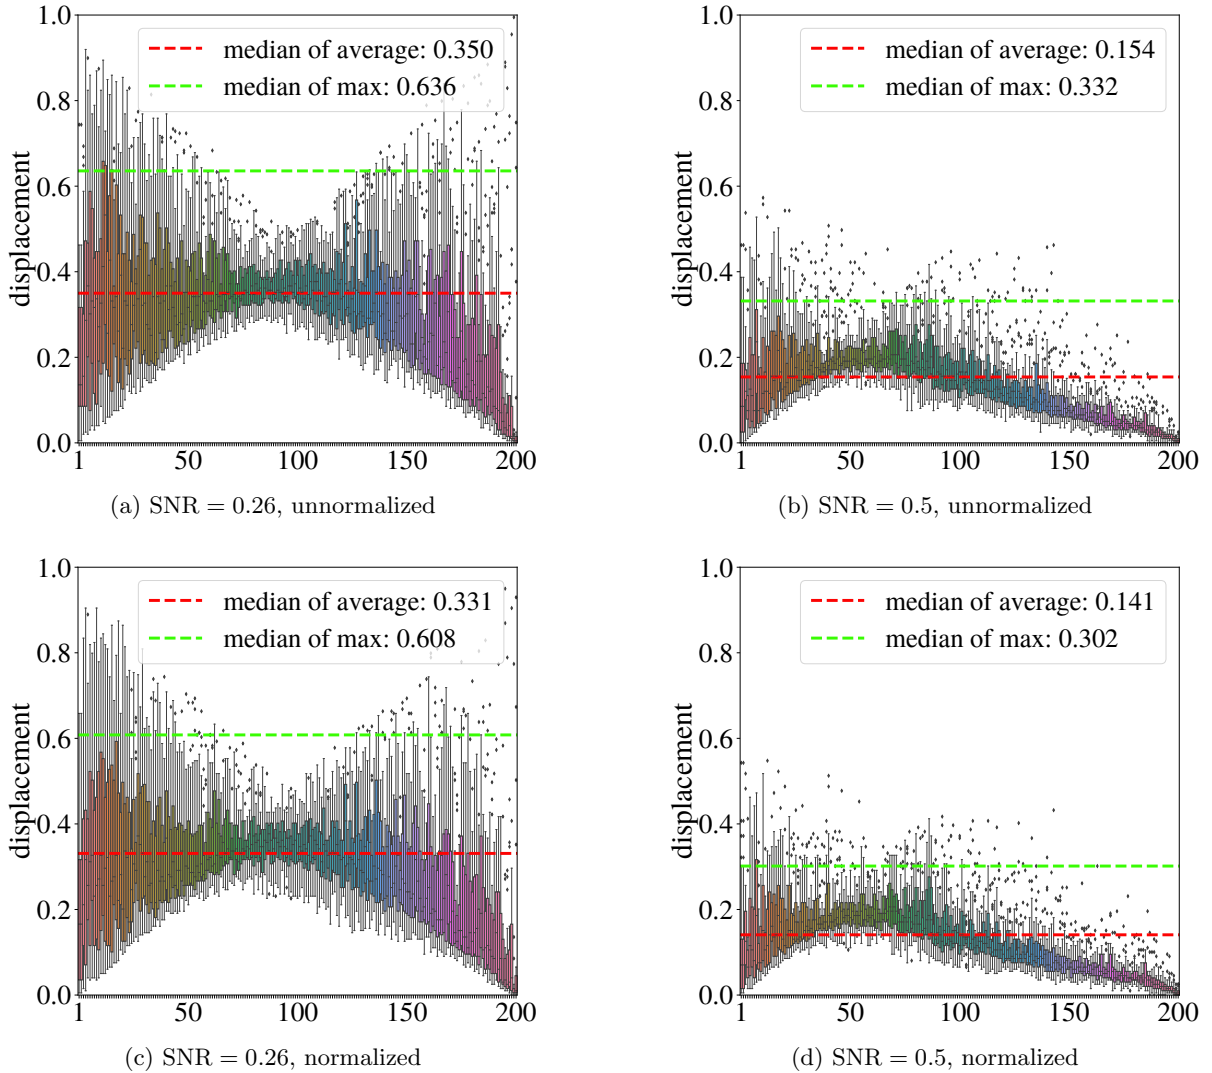 1.0
0.8
0.6
0.4
0.2
0.0
displacement
median of average: 0.350
median of max: 0.636
1 50 100 150 200
(a) SNR = 0.26, unnormalized
1.0
0.8
0.6
0.4
0.2
0.0
displacement
median of average: 0.154
median of max: 0.332
1 50 100 150 200
(b) SNR = 0.5, unnormalized
1.0
0.8
0.6
0.4
0.2
0.0
displacement
median of average: 0.331
median of max: 0.608
1 50 100 150 200
(c) SNR = 0.26, normalized
1.0
0.8
0.6
0.4
0.2
0.0
displacement
median of average: 0.141
median of max: 0.302
1 50 100 150 200
(d) SNR = 0.5, normalized